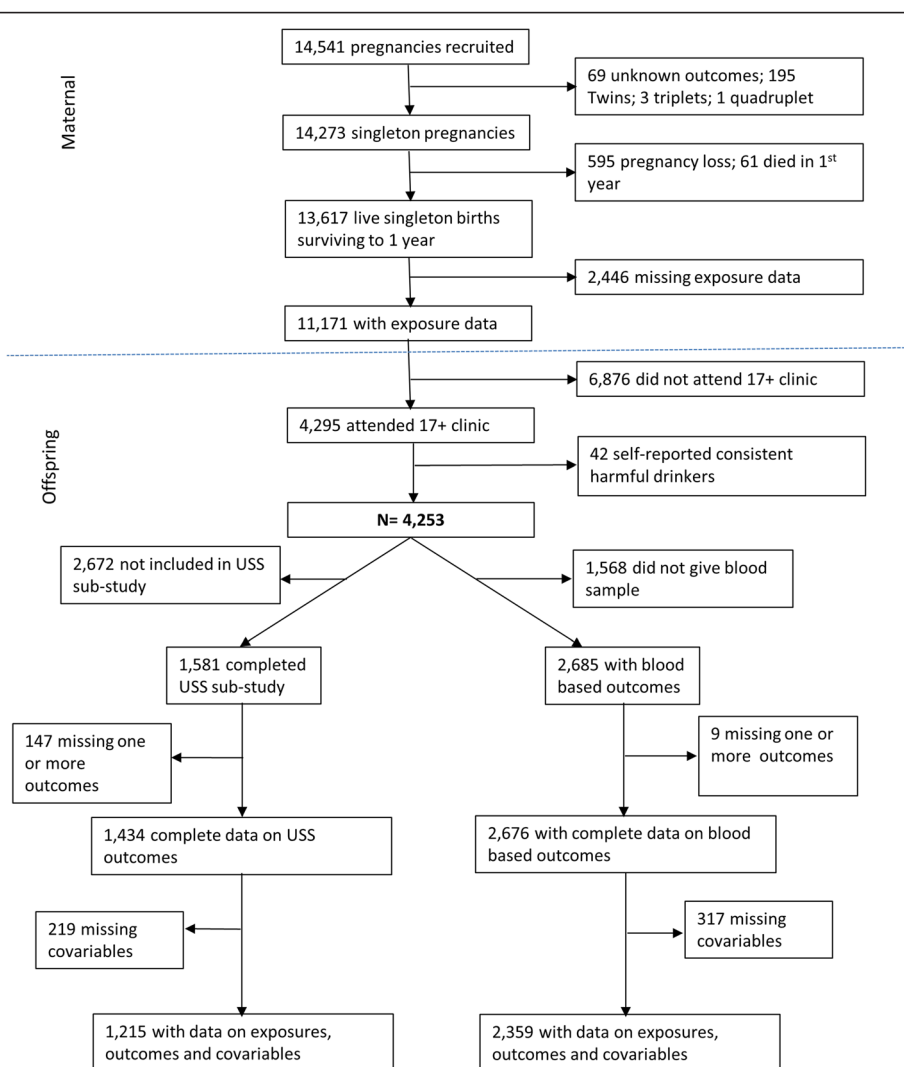 Maternal
14,541 pregnancies recruited
69 unknown outcomes; 195
Twins; 3 triplets; 1 quadruplet
14,273 singleton pregnancies
595 pregnancy loss; 61 died in 1st
year
13,617 live singleton births
surviving to 1 year
2,446 missing exposure data
11,171 with exposure data
Offspring
6,876 did not attend 17+ clinic
4,295 attended 17+ clinic
42 self-reported consistent
harmful drinkers
N= 4,253
2,672 not included in USS
sub-study
1,568 did not give blood
sample
1,581 completed
USS sub-study
2,685 with blood
based outcomes
147 missing one
or more
outcomes
9 missing one or
more outcomes
1,434 complete data on USS
outcomes
2,676 with complete data on blood
based outcomes
219 missing
covariables
317 missing
covariables
1,215 with data on exposures,
outcomes and covariables
2,359 with data on exposures,
outcomes and covariables